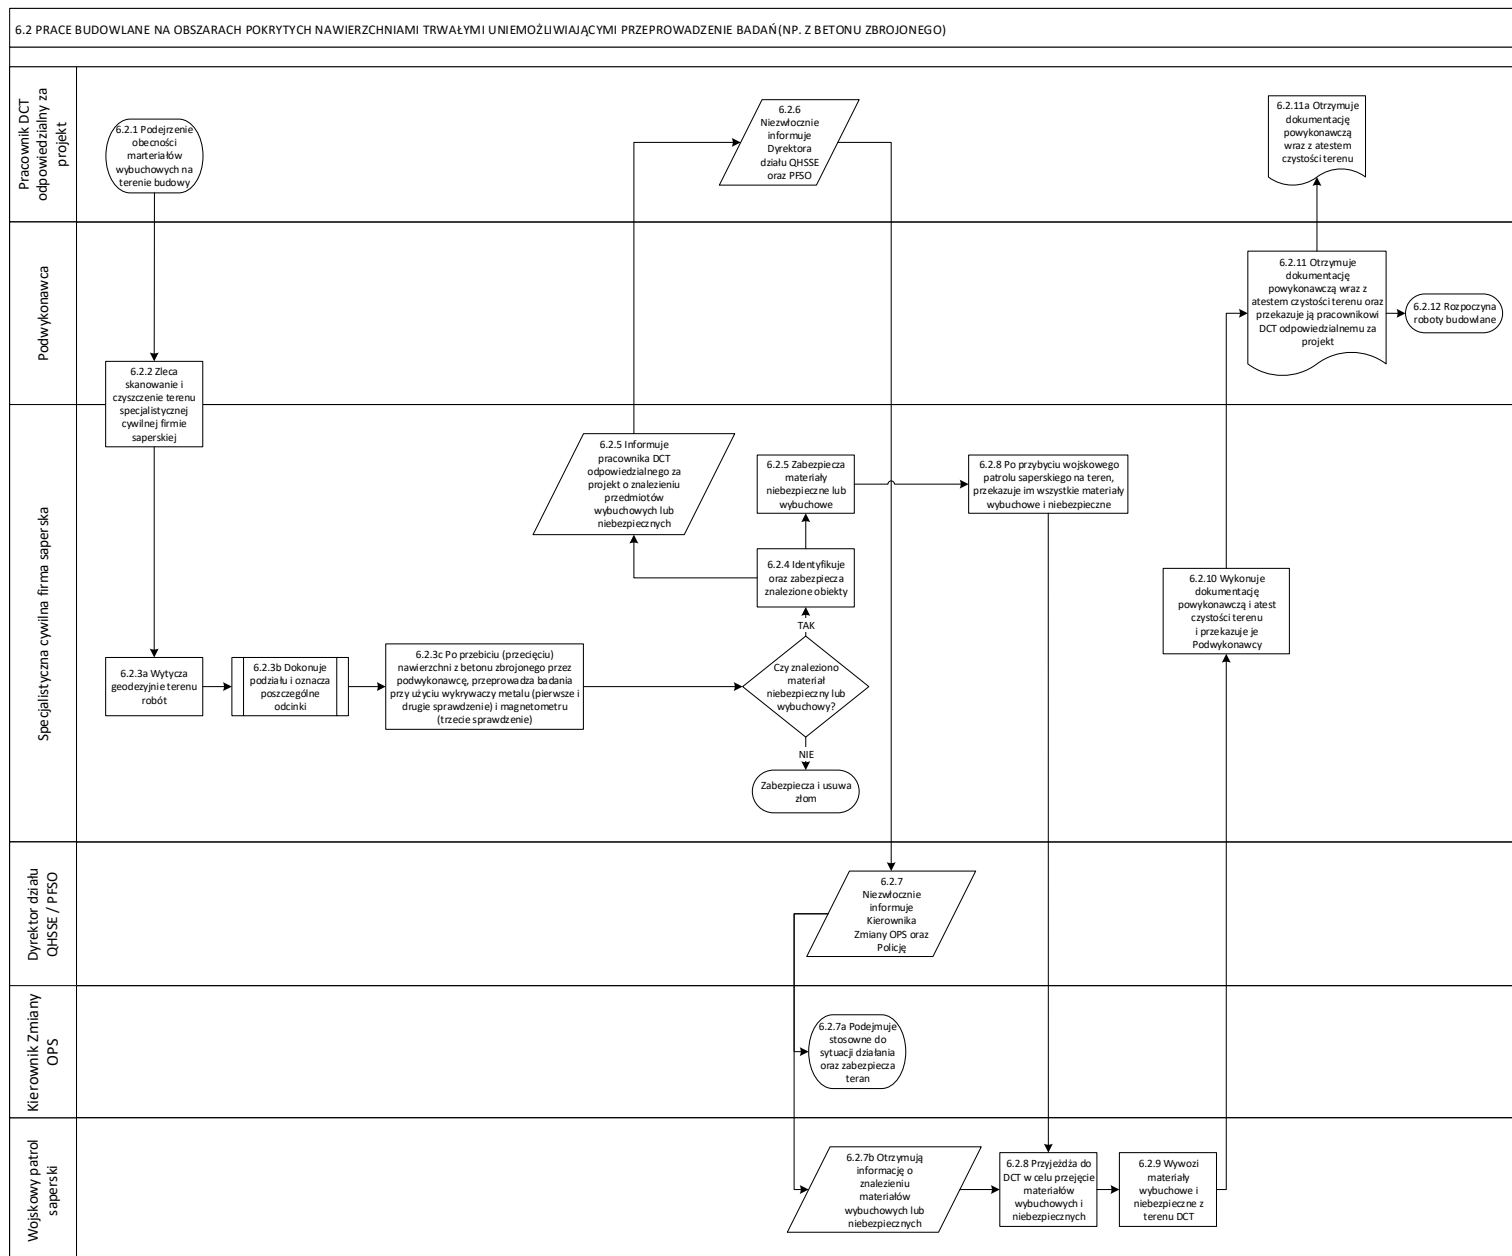 6.2 PRACE BUDOWLANE NA OBSZARACH POKRYTYCH NAWIERZCHNIAMI TRWAŁYMI UNIEMOŻLIWIAJĄCYMI PRZEPROWADZENIE BADAŃ(NP. Z BETONU ZBROJONEGO)
Pracownik DCT
odpowiedzialny za
projekt
6.2.1 Podejrzenie
obecności
marteriałów
wybuchowych na
terenie budowy
6.2.6
Niezwłocznie
informuje
Dyrektora
działu QHSSE
oraz PFSO
6.2.11a Otrzymuje
dokumentację
powykonawczą
wraz z atestem
czystości terenu
Podwykonawca
6.2.11 Otrzymuje
dokumentację
powykonawczą wraz z
atestem czystości terenu oraz
przekazuje ją pracownikowi
DCT odpowiedzialnemu za
projekt
6.2.12 Rozpoczyna
roboty budowlane
6.2.2 Zleca
skanowanie i
czyszczenie terenu
specjalistycznej
cywilnej firmie
saperskiej
Specjalistyczna cywilna firma saperska
6.2.5 Informuje
pracownika DCT
odpowiedzialnego za
projekt o znalezieniu
przedmiotów
wybuchowych lub
niebezpiecznych
6.2.5 Zabezpiecza
materiały
niebezpieczne lub
wybuchowe
6.2.8 Po przybyciu wojskowego
patrolu saperskiego na teren,
przekazuje im wszystkie materiały
wybuchowe i niebezpieczne
6.2.4 Identyfikuje
oraz zabezpiecza
znalezione obiekty
6.2.10 Wykonuje
dokumentację
powykonawczą i atest
czystości terenu
i przekazuje je
Podwykonawcy
TAK
6.2.3a Wytycza
geodezyjnie terenu
robót
6.2.3b Dokonuje
podziału i oznacza
poszczególne
odcinki
6.2.3c Po przebiciu (przecięciu)
nawierzchni z betonu zbrojonego przez
podwykonawcę, przeprowadza badania
przy użyciu wykrywaczy metalu (pierwsze i
drugie sprawdzenie) i magnetometru
(trzecie sprawdzenie)
Czy znaleziono
materiał
niebezpieczny lub
wybuchowy?
NIE
Zabezpiecza i usuwa
złom
Dyrektor działu
QHSSE / PFSO
6.2.7
Niezwłocznie
informuje
Kierownika
Zmiany OPS oraz
Policję
Kierownik Zmiany
OPS
6.2.7a Podejmuje
stosowne do
sytuacji działania
oraz zabezpiecza
teran
Wojskowy patrol
saperski
6.2.7b Otrzymują
informację o
znalezieniu
materiałów
wybuchowych lub
niebezpiecznych
6.2.8 Przyjeżdża do
DCT w celu przejęcie
materiałów
wybuchowych i
niebezpiecznych
6.2.9 Wywozi
materiały
wybuchowe i
niebezpieczne z
terenu DCT